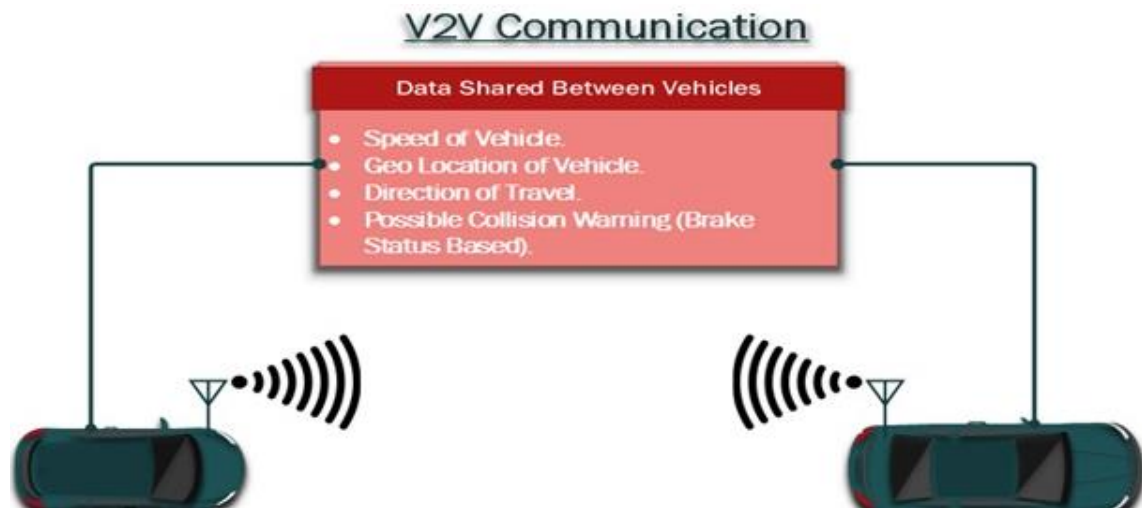 V2V Communication
Data Shared Between Vehicles
• Speed of Vehicle.
• Geo Location of Vehicle.
• Direction of Travel.
• Possible Collision Warning (Brake
Status Based).